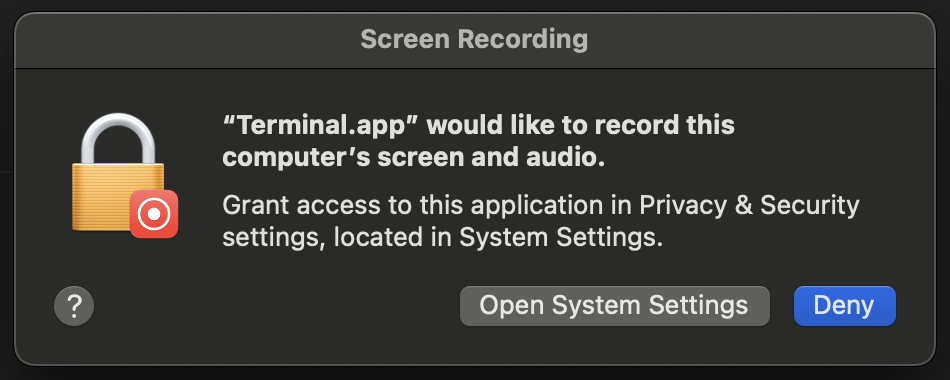 Screen Recording
“Terminal.app” would like to record this
computer’s screen and audio.
Grant access to this application in Privacy & Security
settings, located in System Settings.
?
Open System Settings
Deny